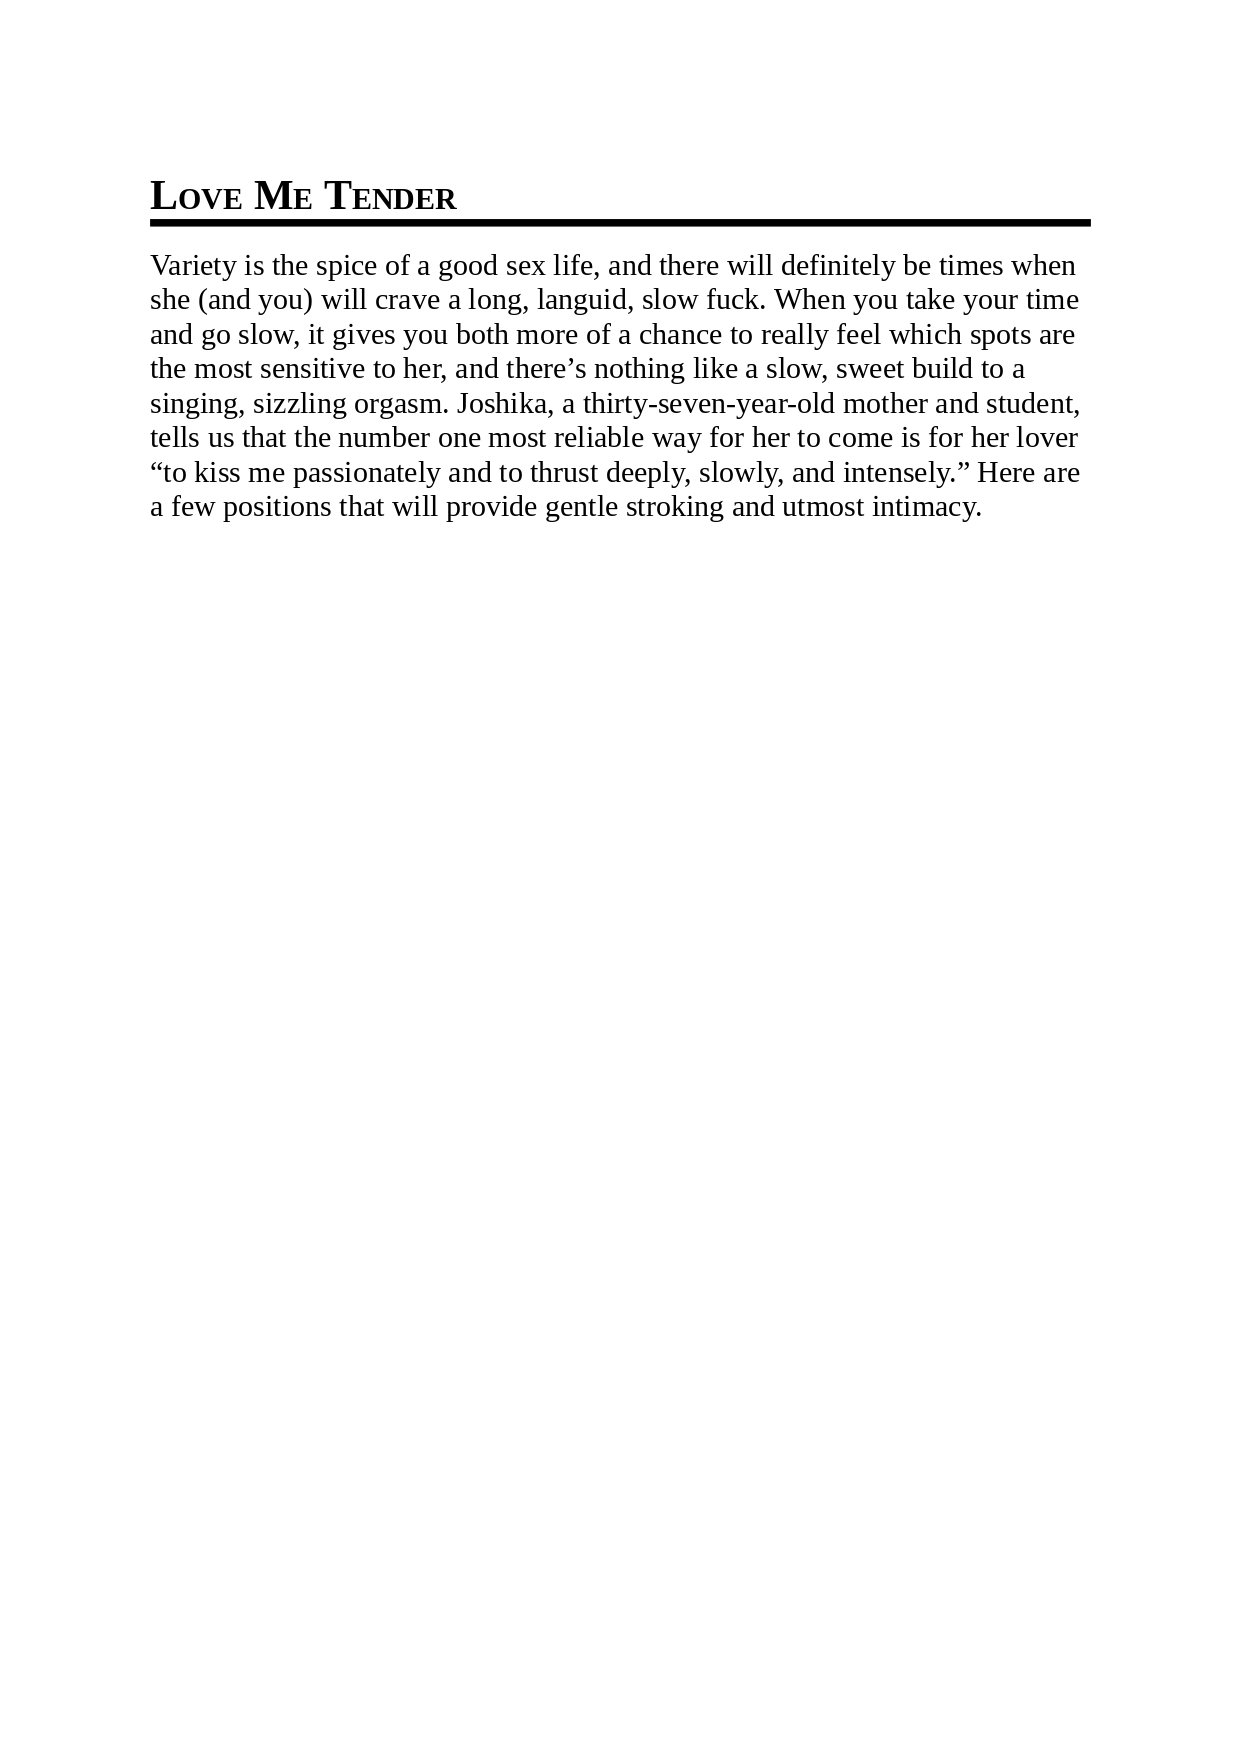 Love Me Tender
Variety is the spice of a good sex life, and there will definitely be times when
she (and you) will crave a long, languid, slow fuck. When you take your time
and go slow, it gives you both more of a chance to really feel which spots are
the most sensitive to her, and there’s nothing like a slow, sweet build to a
singing, sizzling orgasm. Joshika, a thirty-seven-year-old mother and student,
tells us that the number one most reliable way for her to come is for her lover
“to kiss me passionately and to thrust deeply, slowly, and intensely.” Here are
a few positions that will provide gentle stroking and utmost intimacy.